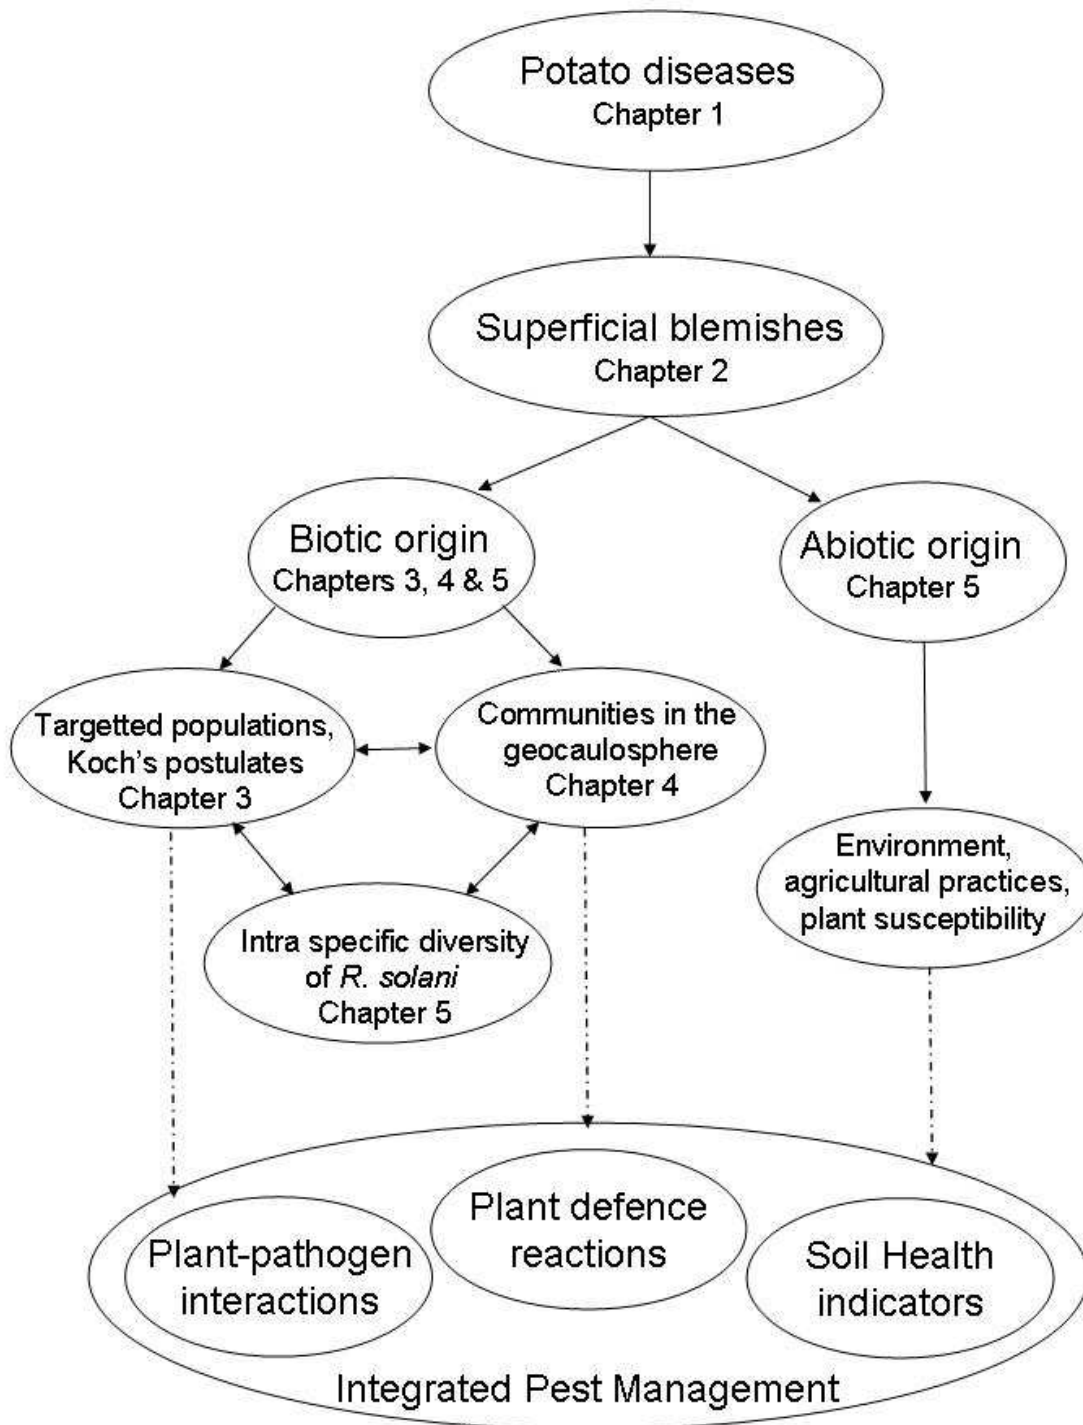 Potato diseases
Chapter 1
Superficial blemishes
Chapter 2
Biotic origin
Chapters 3, 4 & 5
Abiotic origin
Chapter 5
Targetted populations,
Koch's postulates
Chapter 3
Communities in the
geocaulosphere
Chapter 4
Environment,
agricultural practices,
plant susceptibility
Intra specific diversity
of R. solani
Chapter 5
Plant-pathogen
interactions
Plant defence
reactions
Soil Health
indicators
Integrated Pest Management